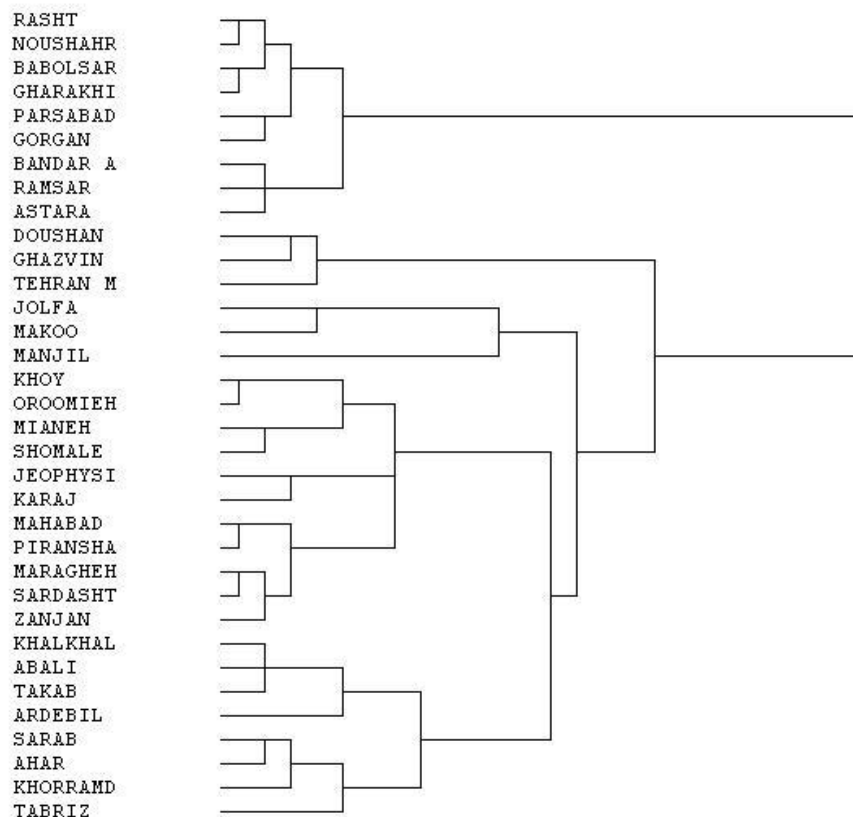 RASHT
NOUSHAHR
BABOLSAR
GHARAKHI
PARSABAD
GORGAN
BANDAR A
RAMSAR
ASTARA
DOUSHAN
GHAZVIN
TEHRAN M
JOLFA
MAKOO
MANJIL
KHOY
OROOMIEH
MIANEH
SHOMALE
JEOPHYSI
KARAJ
MAHABAD
PIRANSHA
MARAGHEH
SARDASHT
ZANJAN
KHALKHAL
ABALI
TAKAB
ARDEBIL
SARAB
AHAR
KHORRAMD
TABRIZ